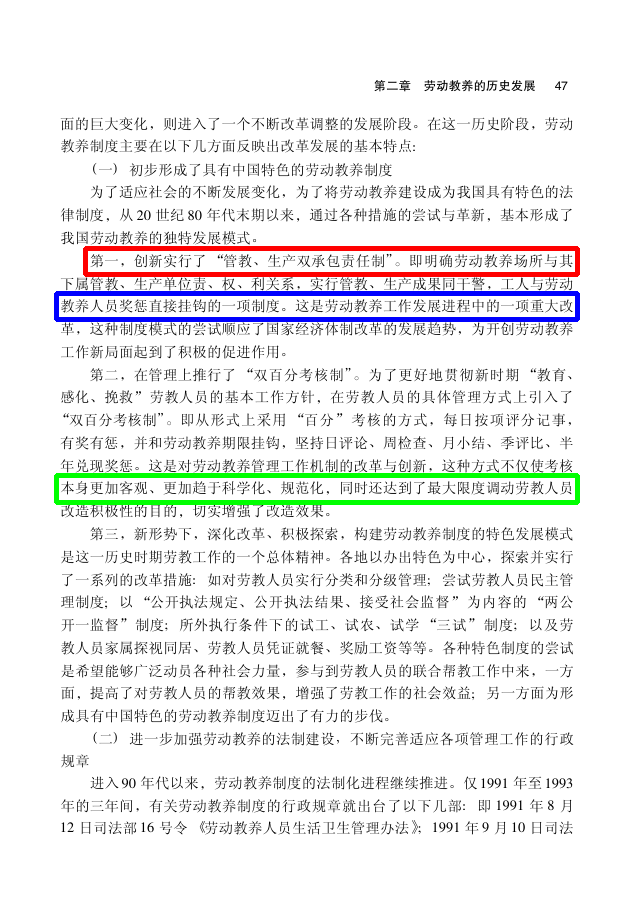 第二章 劳动教养的历史发展 47
面的巨大变化，则进入了一个不断改革调整的发展阶段。在这一历史阶段，劳动
教养制度主要在以下几方面反映出改革发展的基本特点：
（一）初步形成了具有中国特色的劳动教养制度
为了适应社会的不断发展变化，为了将劳动教养建设成为我国具有特色的法
律制度，从 20 世纪 80 年代末期以来，通过各种措施的尝试与革新，基本形成了
我国劳动教养的独特发展模式。
第一，创新实行了“管教、生产双承包责任制”。即明确劳动教养场所与其
下属管教、生产单位责、权、利关系，实行管教、生产成果同干警，工人与劳动
教养人员奖惩直接挂钩的一项制度。这是劳动教养工作发展进程中的一项重大改
革，这种制度模式的尝试顺应了国家经济体制改革的发展趋势，为开创劳动教养
工作新局面起到了积极的促进作用。
第二，在管理上推行了“双百分考核制”。为了更好地贯彻新时期“教育、
感化、挽救”劳教人员的基本工作方针，在劳教人员的具体管理方式上引入了
“双百分考核制”。即从形式上采用“百分”考核的方式，每日按项评分记事，
有奖有惩，并和劳动教养期限挂钩，坚持日评论、周检查、月小结、季评比、半
年兑现奖惩。这是对劳动教养管理工作机制的改革与创新，这种方式不仅使考核
本身更加客观、更加趋于科学化、规范化，同时还达到了最大限度调动劳教人员
改造积极性的目的，切实增强了改造效果。
第三，新形势下，深化改革、积极探索，构建劳动教养制度的特色发展模式
是这一历史时期劳教工作的一个总体精神。各地以办出特色为中心，探索并实行
了一系列的改革措施：如对劳教人员实行分类和分级管理；尝试劳教人员民主管
理制度；以“公开执法规定、公开执法结果、接受社会监督”为内容的“两公
开一监督”制度；所外执行条件下的试工、试农、试学“三试”制度；以及劳
教人员家属探视同居、劳教人员凭证就餐、奖励工资等等。各种特色制度的尝试
是希望能够广泛动员各种社会力量，参与到劳教人员的联合帮教工作中来，一方
面，提高了对劳教人员的帮教效果，增强了劳教工作的社会效益；另一方面为形
成具有中国特色的劳动教养制度迈出了有力的步伐。
（二）进一步加强劳动教养的法制建设，不断完善适应各项管理工作的行政
规章
进入 90 年代以来，劳动教养制度的法制化进程继续推进。仅 1991 年至 1993
年的三年间，有关劳动教养制度的行政规章就出台了以下几部：即 1991 年 8 月
12 日司法部 16 号令《劳动教养人员生活卫生管理办法》；1991 年 9 月 10 日司法